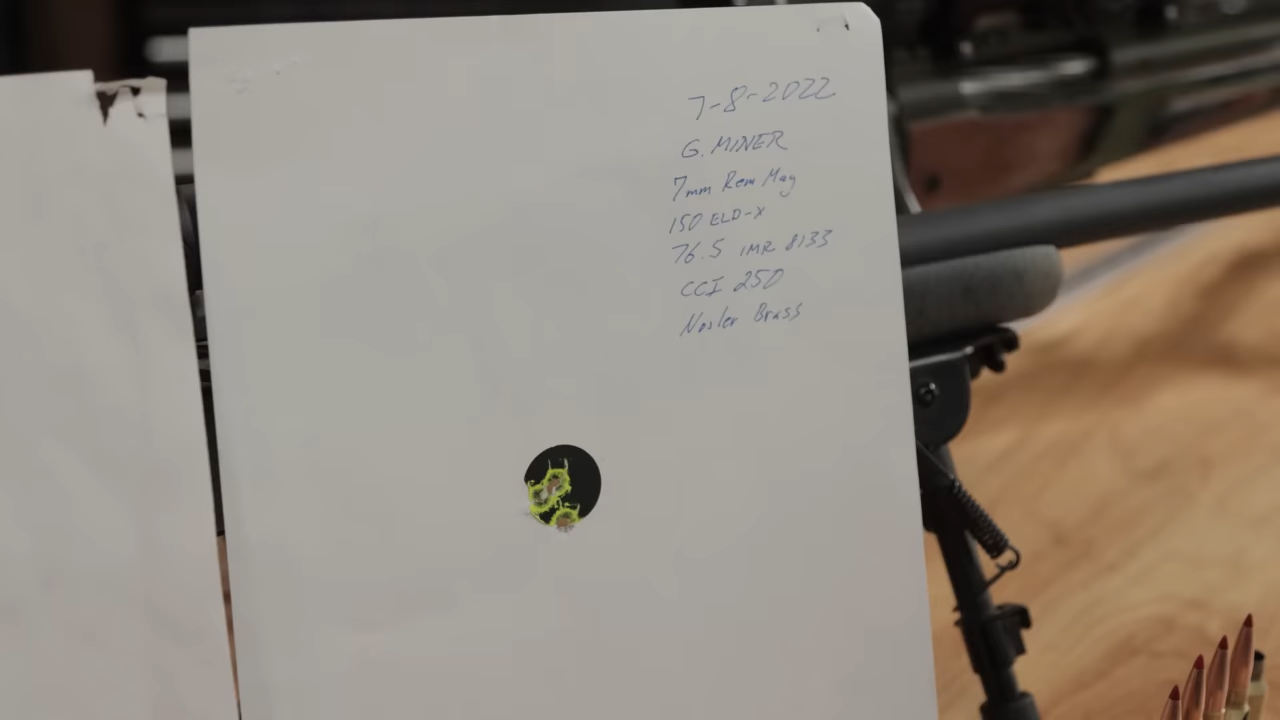 7-8-2022
G. MINER
7mm Rem Mag
150 ELD-X
76.5 IMR 8133
CCI 250
Nosler Brass